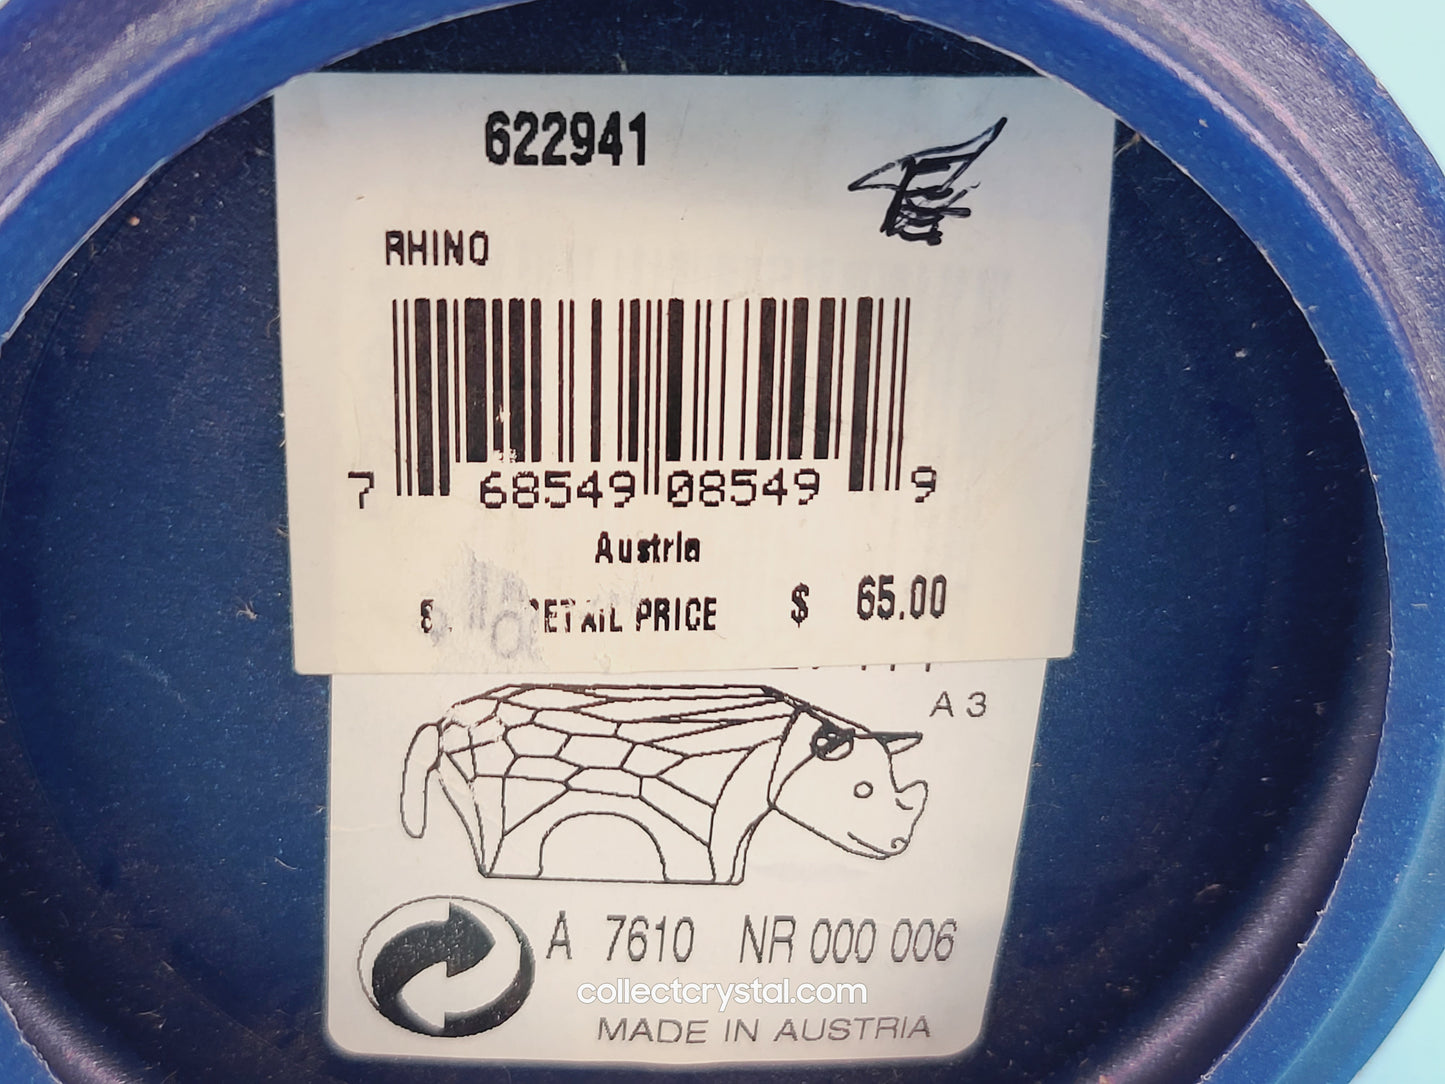 622941
RHINO
7 68549 08549 9
Austria
RETAIL PRICE $ 65.00
A 3
A 7610 NR 000 006
collectcrystal.com
MADE IN AUSTRIA